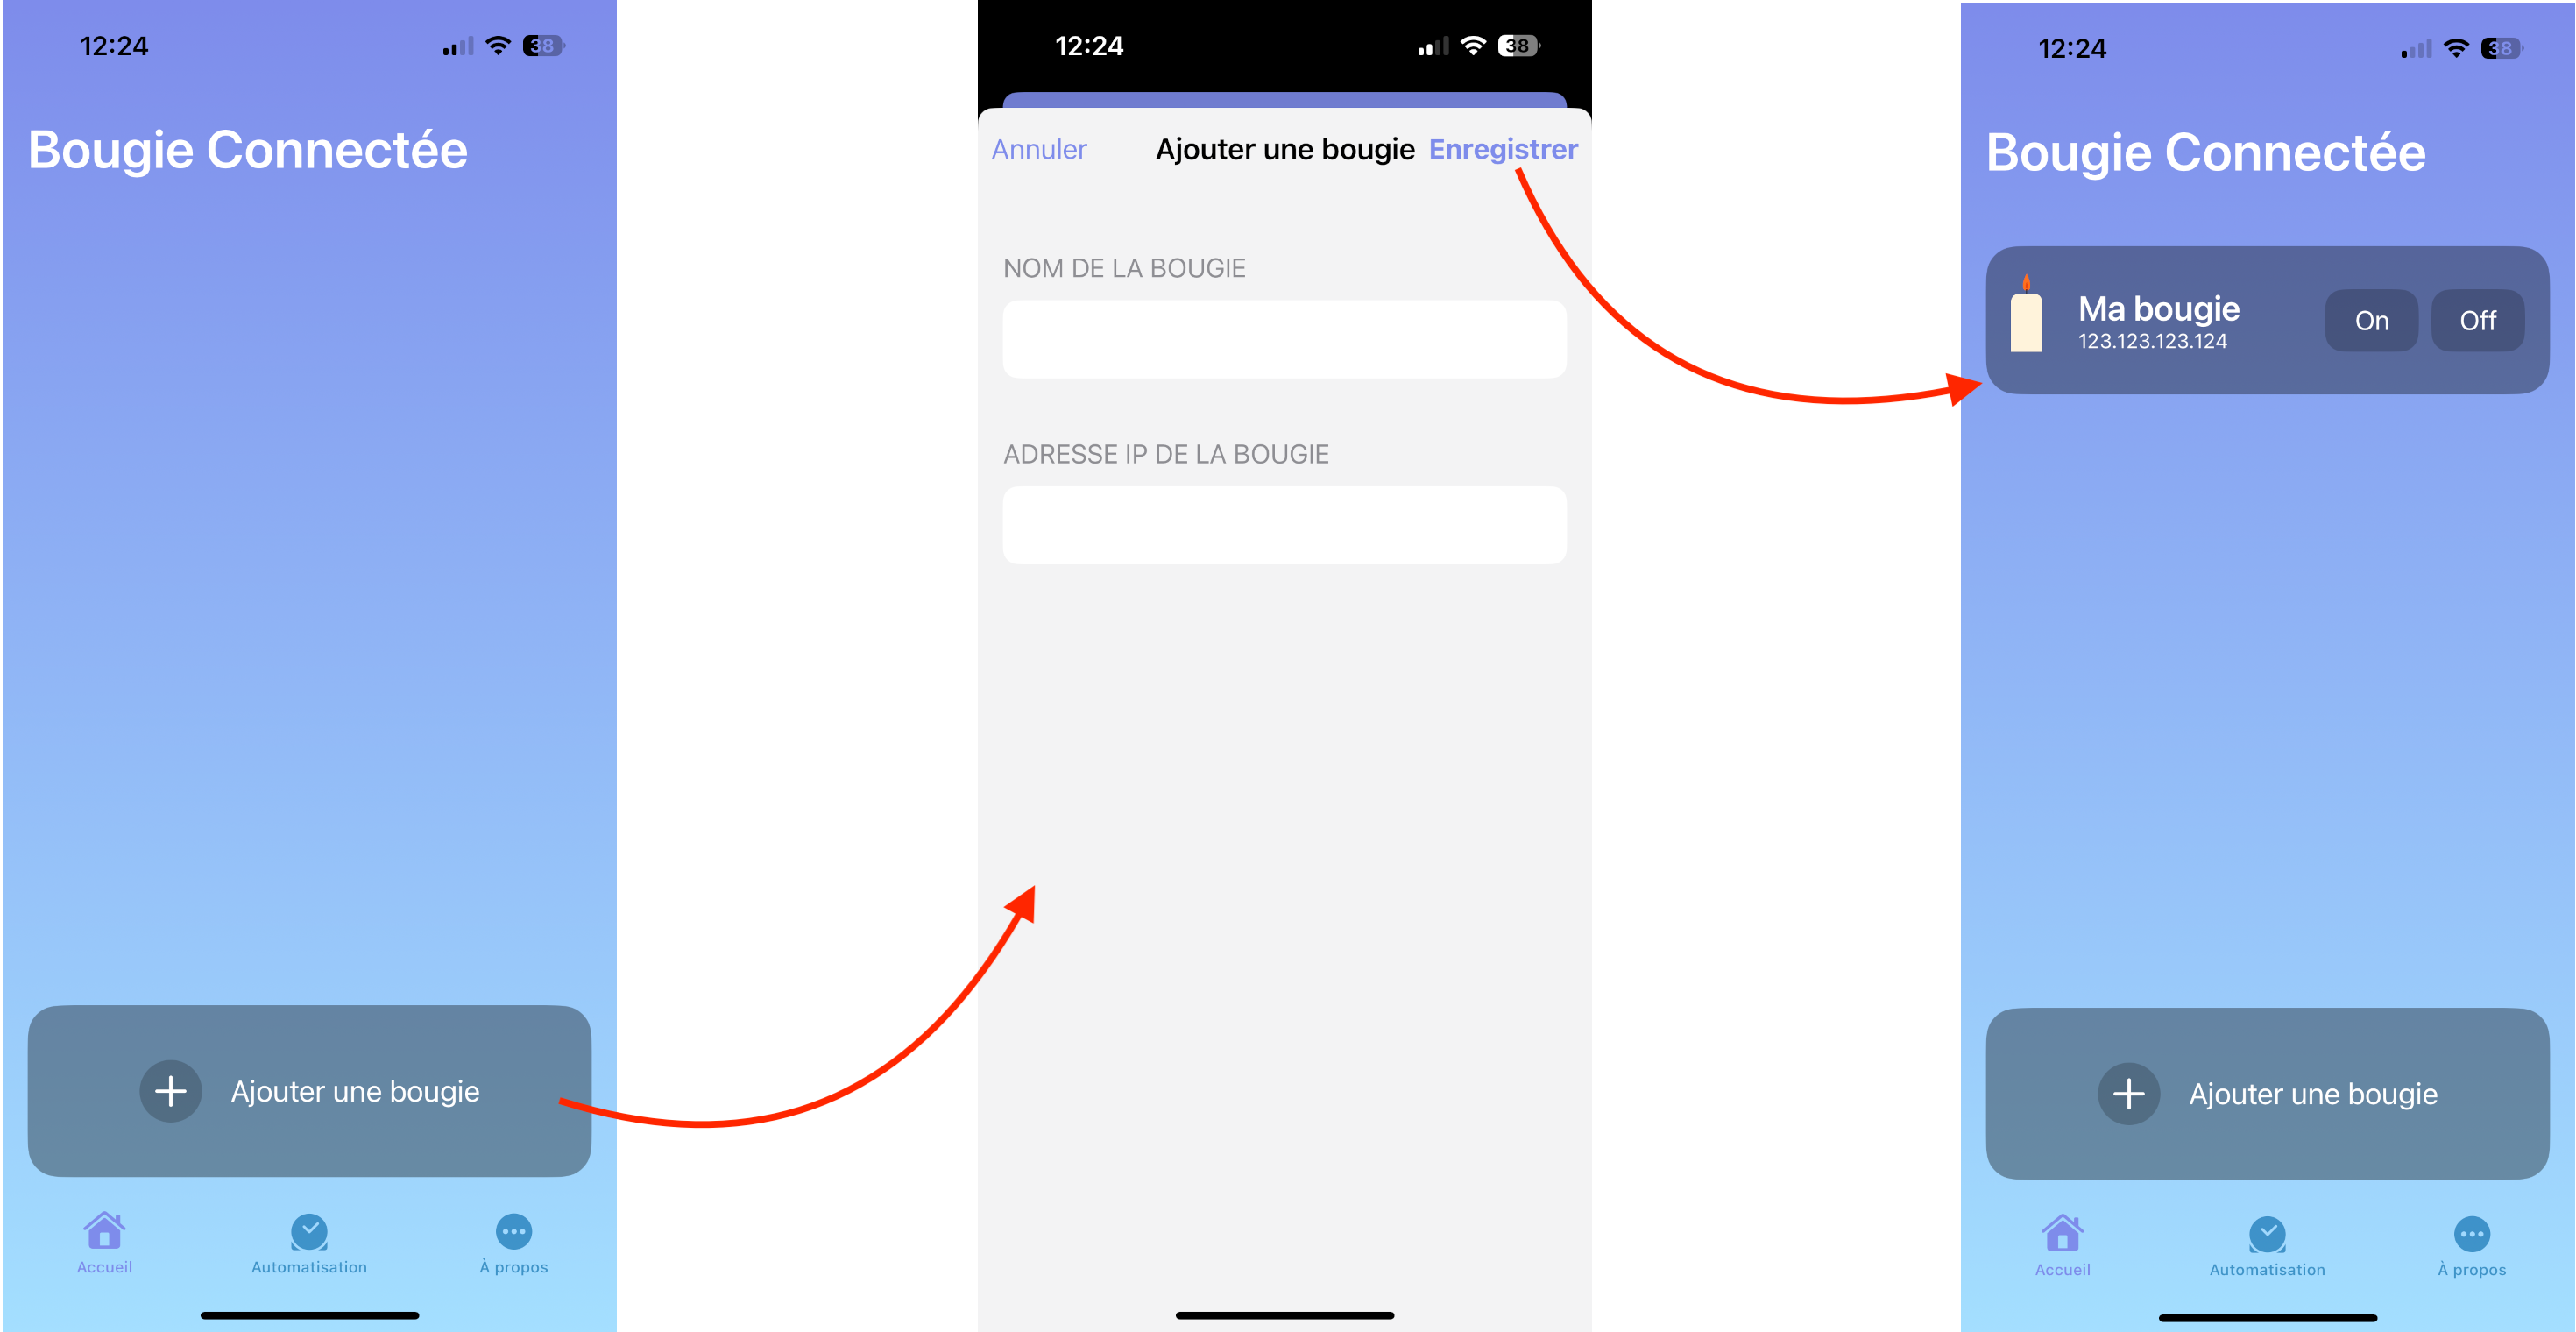 12:24
38
Bougie Connectée
Ajouter une bougie
Accueil
Automatisation
À propos
12:24
38
Annuler
Ajouter une bougie
Enregistrer
NOM DE LA BOUGIE
ADRESSE IP DE LA BOUGIE
12:24
38
Bougie Connectée
Ma bougie
123.123.123.124
On
Off
Ajouter une bougie
Accueil
Automatisation
À propos